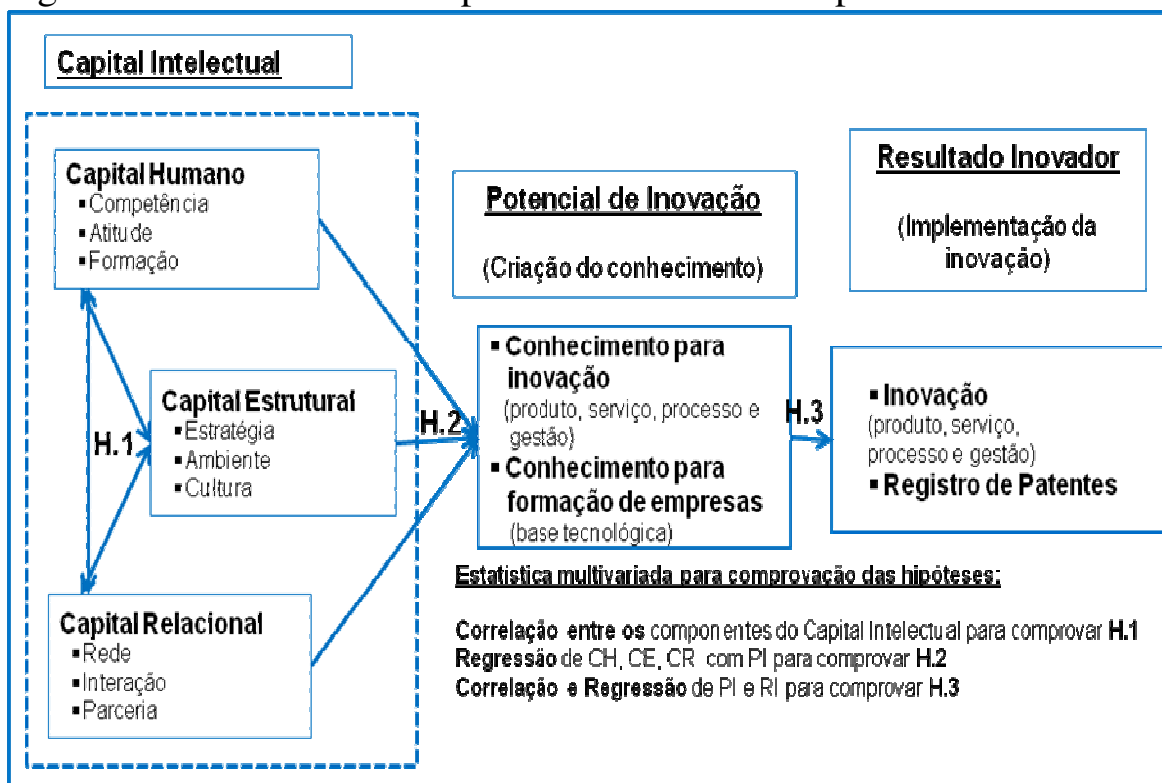 Capital Intelectual
Capital Humano
▪Competência
▪Atitude
▪Formação
H.1
Capital Estrutural
▪Estratégia
▪Ambiente
▪Cultura
Capital Relacional
▪Rede
▪Interação
▪Parceria
H.2
Potencial de Inovação
(Criação do conhecimento)
▪ Conhecimento para
inovação
(produto, serviço, processo e
gestão)
▪ Conhecimento para
formação de empresas
(base tecnológica)
H.3
Resultado Inovador
(Implementação da
inovação)
▪ Inovação
(produto, serviço,
processo e gestão)
▪ Registro de Patentes
Estatística multivariada para comprovação das hipóteses:
Correlação entre os componentes do Capital Intelectual para comprovar H.1
Regressão de CH, CE, CR com PI para comprovar H.2
Correlação e Regressão de PI e RI para comprovar H.3